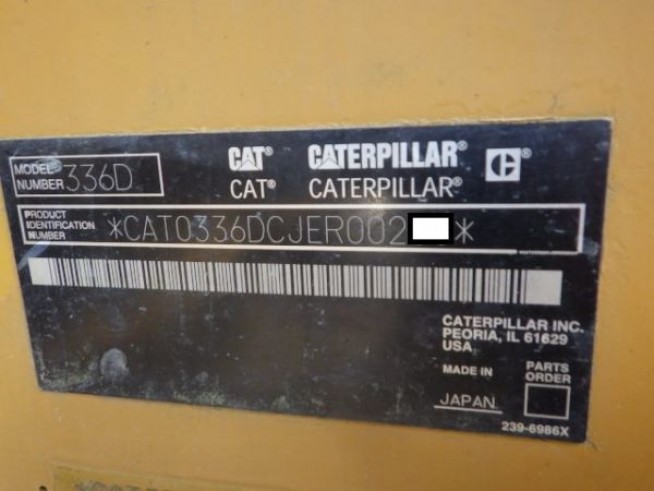 MODEL NUMBER 336D
CAT® CATERPILLAR®
CAT® CATERPILLAR®
PRODUCT IDENTIFICATION NUMBER *CAT0336DCJER002 *
CATERPILLAR INC.
PEORIA, IL 61629
USA
MADE IN JAPAN
PARTS ORDER
239-6986X